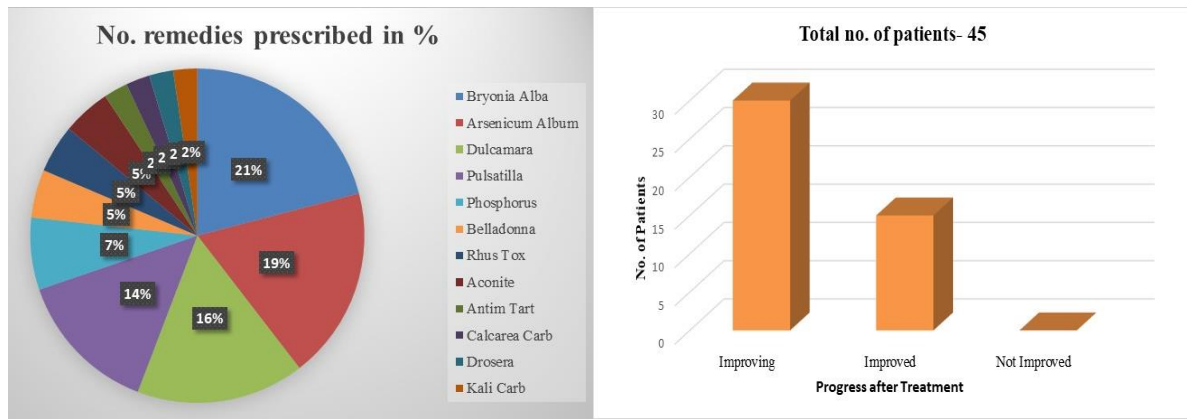 No. remedies prescribed in %
21%
19%
16%
14%
7%
5%
5%
5%
2
2
2
2%
Bryonia Alba
Arsenicum Album
Dulcamara
Pulsatilla
Phosphorus
Belladonna
Rhus Tox
Aconite
Antim Tart
Calcarea Carb
Drosera
Kali Carb
Total no. of patients- 45
No. of Patients
30
25
20
15
10
5
0
Improving
Improved
Not Improved
Progress after Treatment